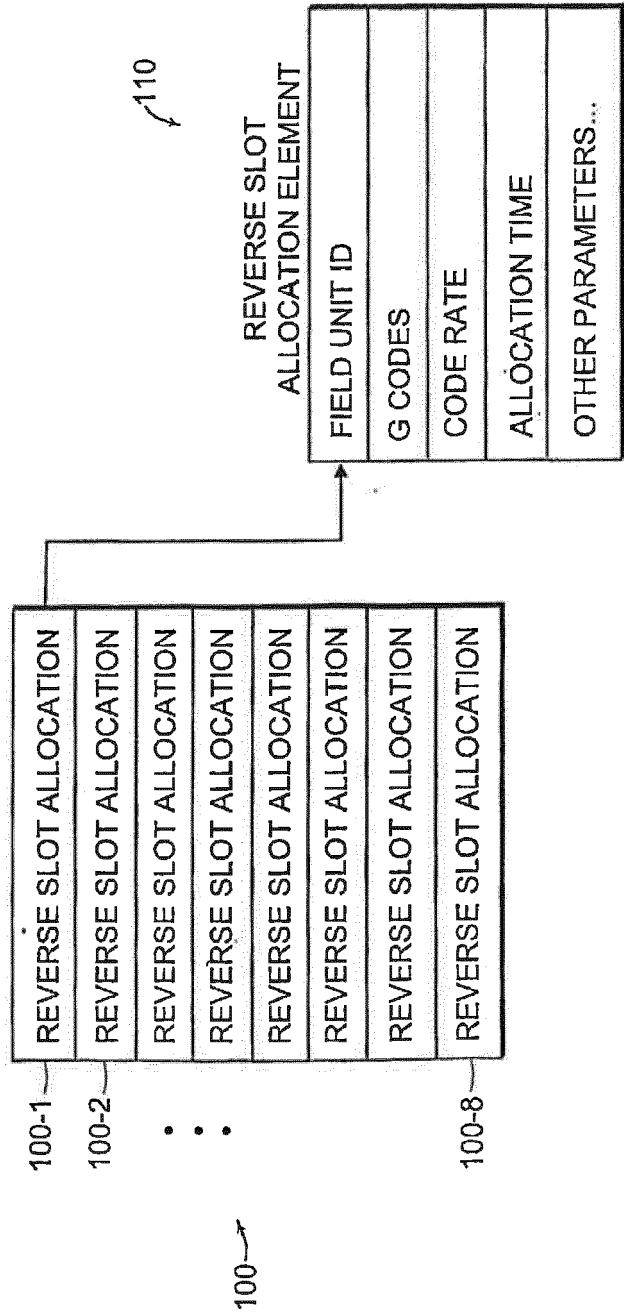 100
100-1
100-2
100-8
REVERSE SLOT ALLOCATION
REVERSE SLOT ALLOCATION
REVERSE SLOT ALLOCATION
REVERSE SLOT ALLOCATION
REVERSE SLOT ALLOCATION
REVERSE SLOT ALLOCATION
REVERSE SLOT ALLOCATION
REVERSE SLOT ALLOCATION
110
REVERSE SLOT
ALLOCATION ELEMENT
FIELD UNIT ID
G CODES
CODE RATE
ALLOCATION TIME
OTHER PARAMETERS...